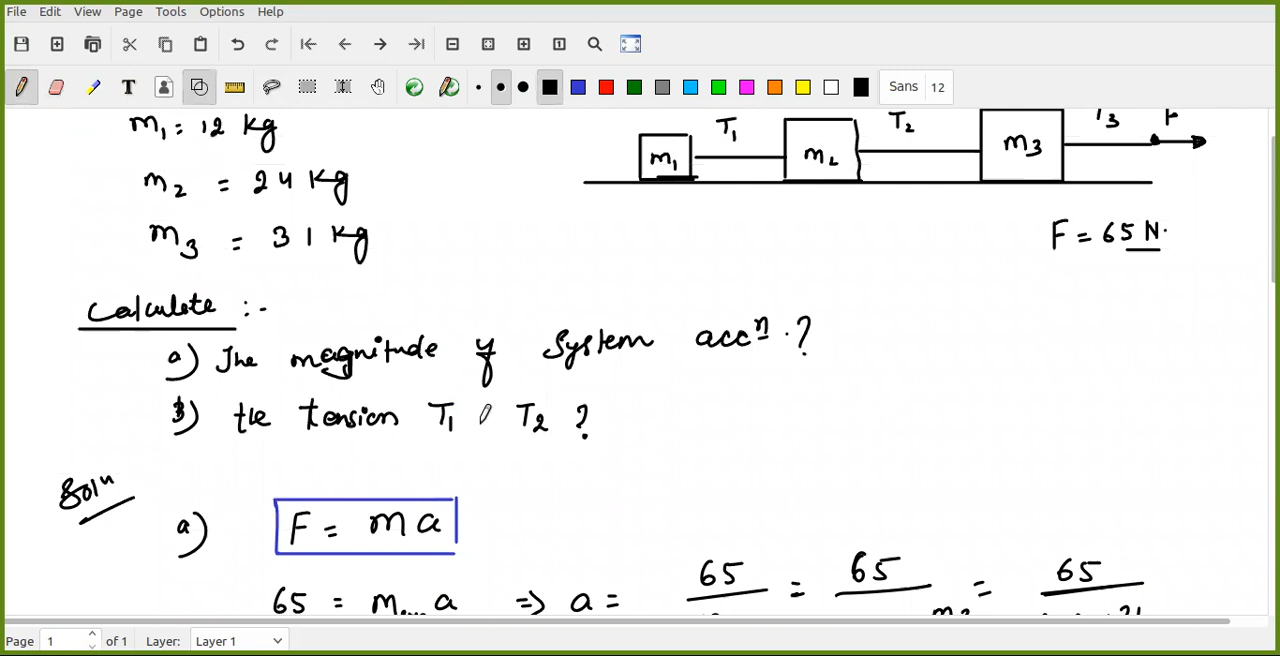 File Edit View Page Tools Options Help
Sans 12
m₁ = 12 Kg
T₁ T₂ T₃ F
m₁ m₂ m₃
m₂ = 24 Kg
m₃ = 31 Kg
F = 65 N.
Calculate :-
a) The magnitude of System accⁿ.?
b) the tension T₁ T₂ ?
Solⁿ
a) F = ma
65 = a => a = 65 = 65 = 65
Page 1 of 1 Layer: Layer 1